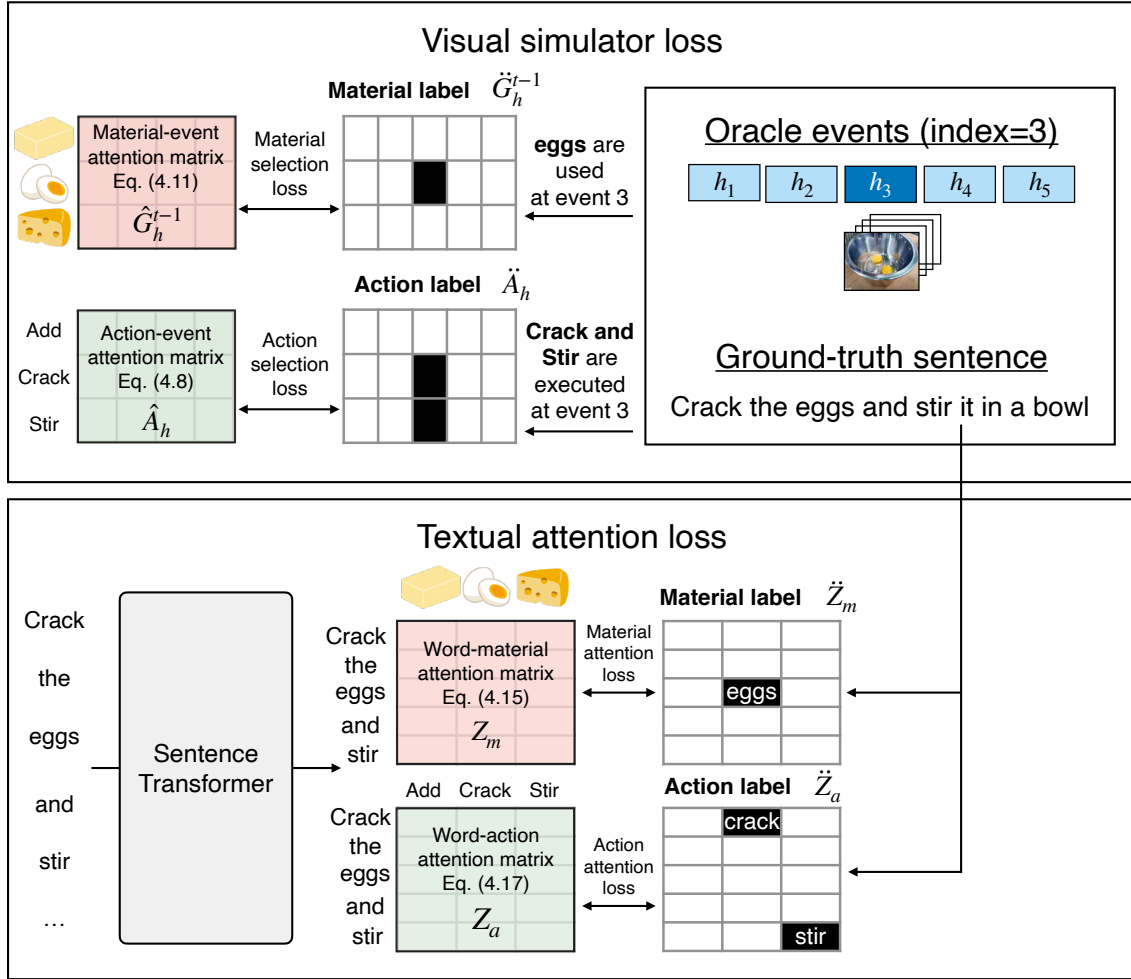 Visual simulator loss
Material label G̈_h^{t−1}
Material-event
attention matrix
Eq. (4.11)
Ĝ_h^{t−1}
Material
selection
loss
eggs are
used
at event 3
Oracle events (index=3)
h_1 h_2 h_3 h_4 h_5
Action label Ä_h
Add
Crack
Stir
Action-event
attention matrix
Eq. (4.8)
Â_h
Action
selection
loss
Crack and
Stir are
executed
at event 3
Ground-truth sentence
Crack the eggs and stir it in a bowl
Textual attention loss
Crack
the
eggs
and
stir
…
Sentence
Transformer
Crack
the
eggs
and
stir
Word-material
attention matrix
Eq. (4.15)
Z_m
Material
attention
loss
Material label Z̈_m
eggs
Add Crack Stir
Crack
the
eggs
and
stir
Word-action
attention matrix
Eq. (4.17)
Z_a
Action
attention
loss
Action label Z̈_a
crack
stir